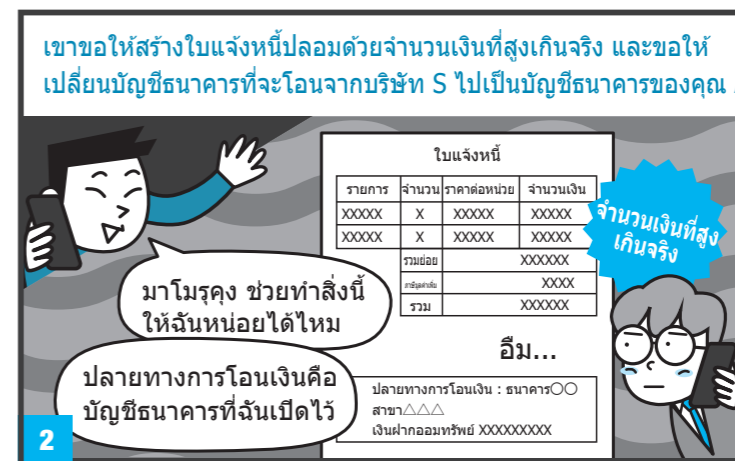 เขาขอให้สร้างใบแจ้งหนี้ปลอมด้วยจำนวนเงินที่สูงเกินจริง และขอให้
เปลี่ยนบัญชีธนาคารที่จะโอนจากบริษัท S ไปเป็นบัญชีธนาคารของคุณ
ใบแจ้งหนี้
รายการ จำนวน ราคาต่อหน่วย จำนวนเงิน
XXXXX X XXXXX XXXXX
XXXXX X XXXXX XXXXX
รวมย่อย XXXXXX
ภาษีมูลค่าเพิ่ม XXXX
รวม XXXXXX
จำนวนเงินที่สูง
เกินจริง
มาโมรุคุง ช่วยทำสิ่งนี้
ให้ฉันหน่อยได้ไหม
อืม...
ปลายทางการโอนเงินคือ
บัญชีธนาคารที่ฉันเปิดไว้
ปลายทางการโอนเงิน : ธนาคาร○○
สาขา△△△
เงินฝากออมทรัพย์ XXXXXXXXX
2